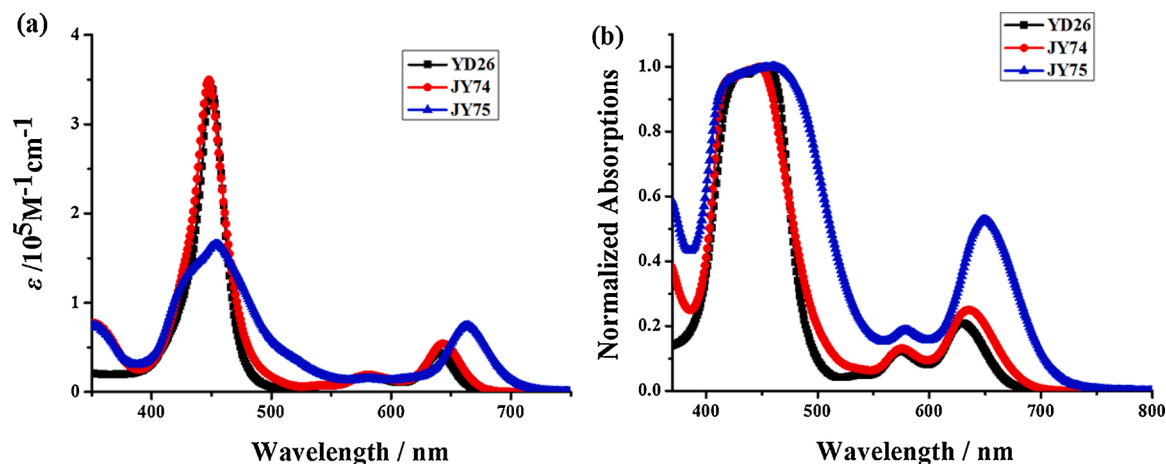 (a)
YD26
JY74
JY75
ε /10⁵M⁻¹cm⁻¹
4
3
2
1
0
400
500
600
700
Wavelength / nm
(b)
YD26
JY74
JY75
Normalized Absorptions
1.0
0.8
0.6
0.4
0.2
0.0
400
500
600
700
800
Wavelength / nm